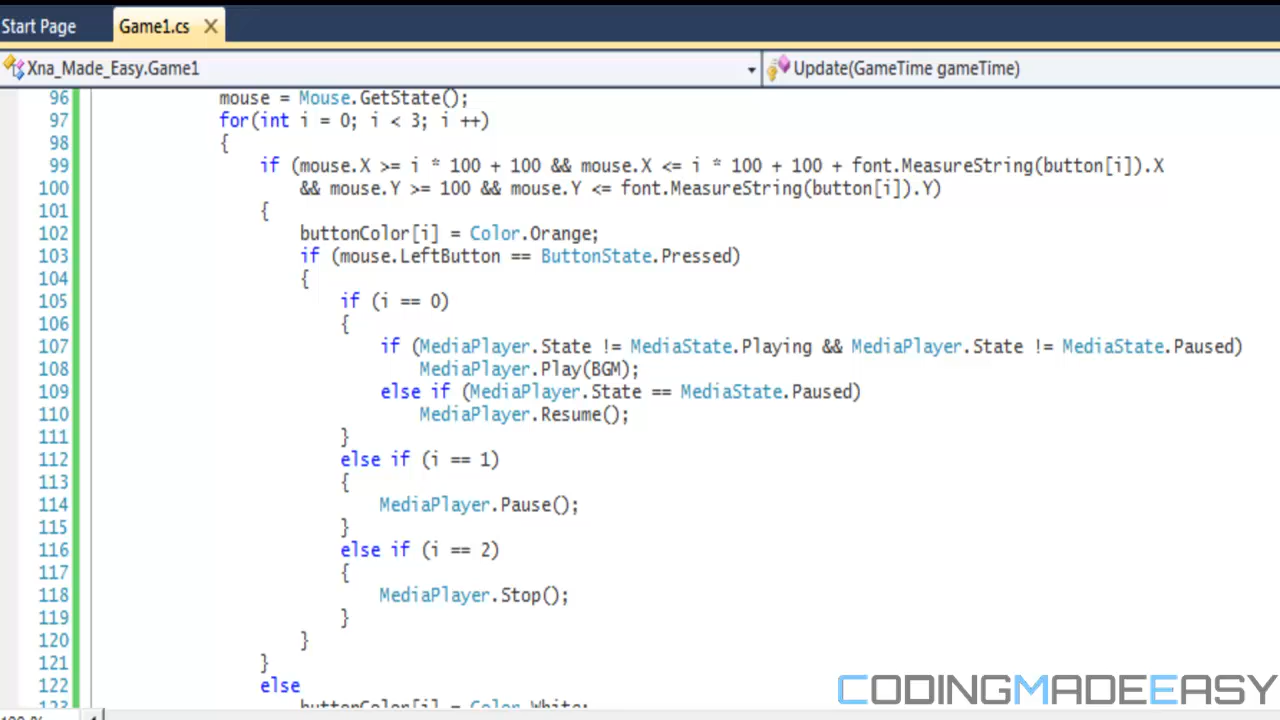 Start Page
Game1.cs X
Xna_Made_Easy.Game1
Update(GameTime gameTime)
96 mouse = Mouse.GetState();
97 for(int i = 0; i < 3; i ++)
98 {
99 if (mouse.X >= i * 100 + 100 && mouse.X <= i * 100 + 100 + font.MeasureString(button[i]).X
100 && mouse.Y >= 100 && mouse.Y <= font.MeasureString(button[i]).Y)
101 {
102 buttonColor[i] = Color.Orange;
103 if (mouse.LeftButton == ButtonState.Pressed)
104 {
105 if (i == 0)
106 {
107 if (MediaPlayer.State != MediaState.Playing && MediaPlayer.State != MediaState.Paused)
108 MediaPlayer.Play(BGM);
109 else if (MediaPlayer.State == MediaState.Paused)
110 MediaPlayer.Resume();
111 }
112 else if (i == 1)
113 {
114 MediaPlayer.Pause();
115 }
116 else if (i == 2)
117 {
118 MediaPlayer.Stop();
119 }
120 }
121 }
122 else
123 buttonColor[i] = Color.White;
CODINGMADEEASY